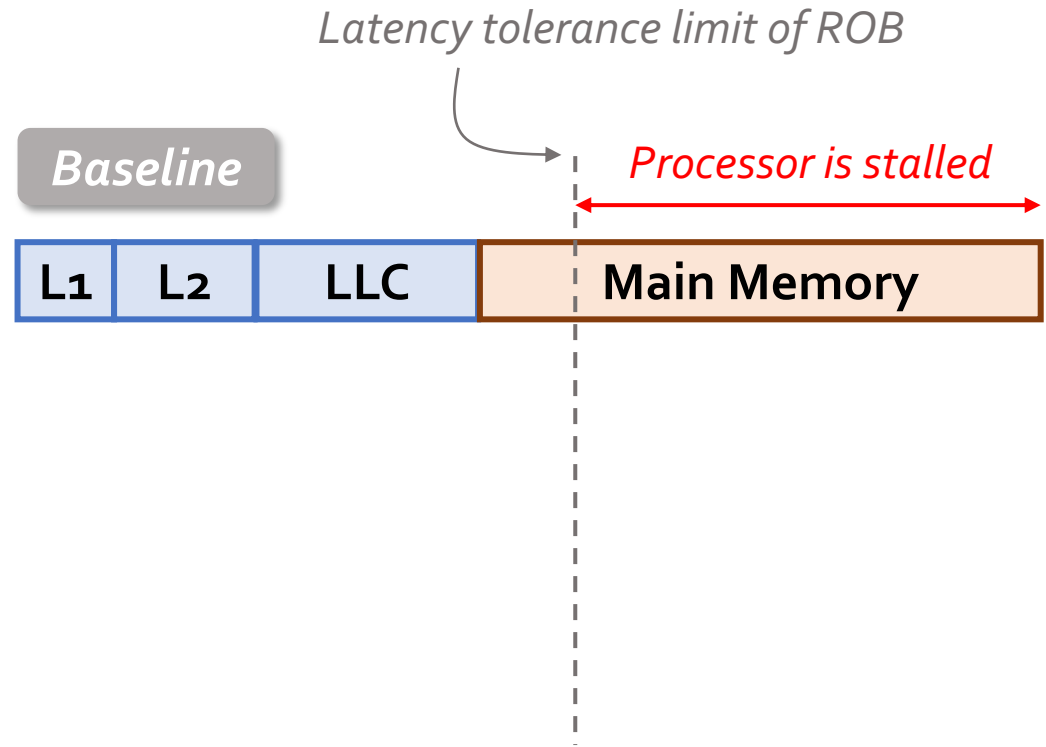 Latency tolerance limit of ROB
Baseline
Processor is stalled
L1 L2 LLC Main Memory